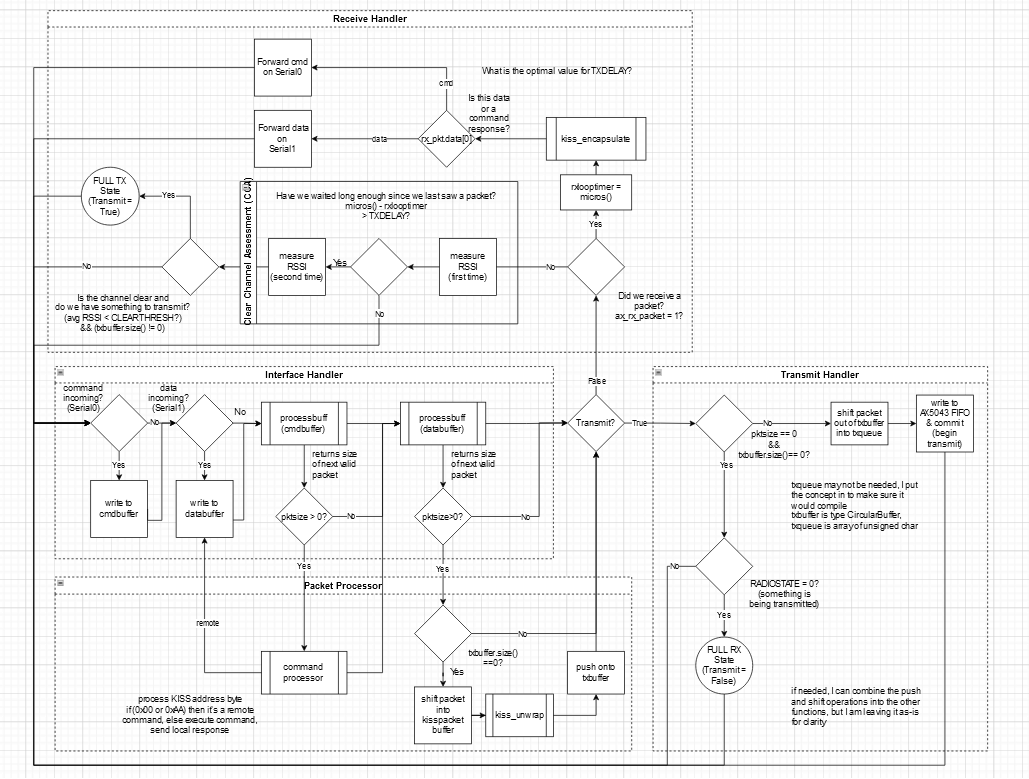 Receive Handler
Forward cmd
on Serial0
cmd
What is the optimal value for TXDELAY?
Is this data
or a
command
response?
Forward data
on
Serial1
data
rx_pkt.data[0]
kiss_encapsulate
FULL TX
State
(Transmit =
True)
Yes
rxlooptimer =
micros()
Yes
Clear Channel Assessment (CCA)
Have we waited long enough since we last saw a packet?
micros() - rxlooptimer
> TXDELAY?
measure
RSSI
(second time)
Yes
measure
RSSI
(first time)
No
No
No
Is the channel clear and
do we have something to transmit?
(avg RSSI < CLEARTHRESH?)
&& (txbuffer.size() != 0)
Did we receive a
packet?
ax_rx_packet = 1?
False
Interface Handler
command
incoming?
(Serial0)
data
incoming?
(Serial1)
No
No
processbuff
(cmdbuffer)
processbuff
(databuffer)
Transmit?
True
Yes
Yes
returns size
of next valid
packet
returns size
of next valid
packet
write to
cmdbuffer
write to
databuffer
pktsize > 0?
No
pktsize>0?
No
Yes
Yes
Transmit Handler
No
pktsize == 0
&&
txbuffer.size()== 0?
shift packet
out of txbuffer
into txqueue
write to
AX5043 FIFO
& commit
(begin
transmit)
Yes
txqueue may not be needed, I put
the concept in to make sure it
would compile
txbuffer is type CircularBuffer,
txqueue is array of unsigned char
No
RADIOSTATE = 0?
(something is
being transmitted)
Yes
FULL RX
State
(Transmit =
False)
if needed, I can combine the push
and shift operations into the other
functions, but I am leaving it as-is
for clarity
Packet Processor
remote
command
processor
process KISS address byte
if (0x00 or 0xAA) then it's a remote
command, else execute command,
send local response
No
txbuffer.size()
==0?
Yes
shift packet
into
kisspacket
buffer
kiss_unwrap
push onto
txbuffer